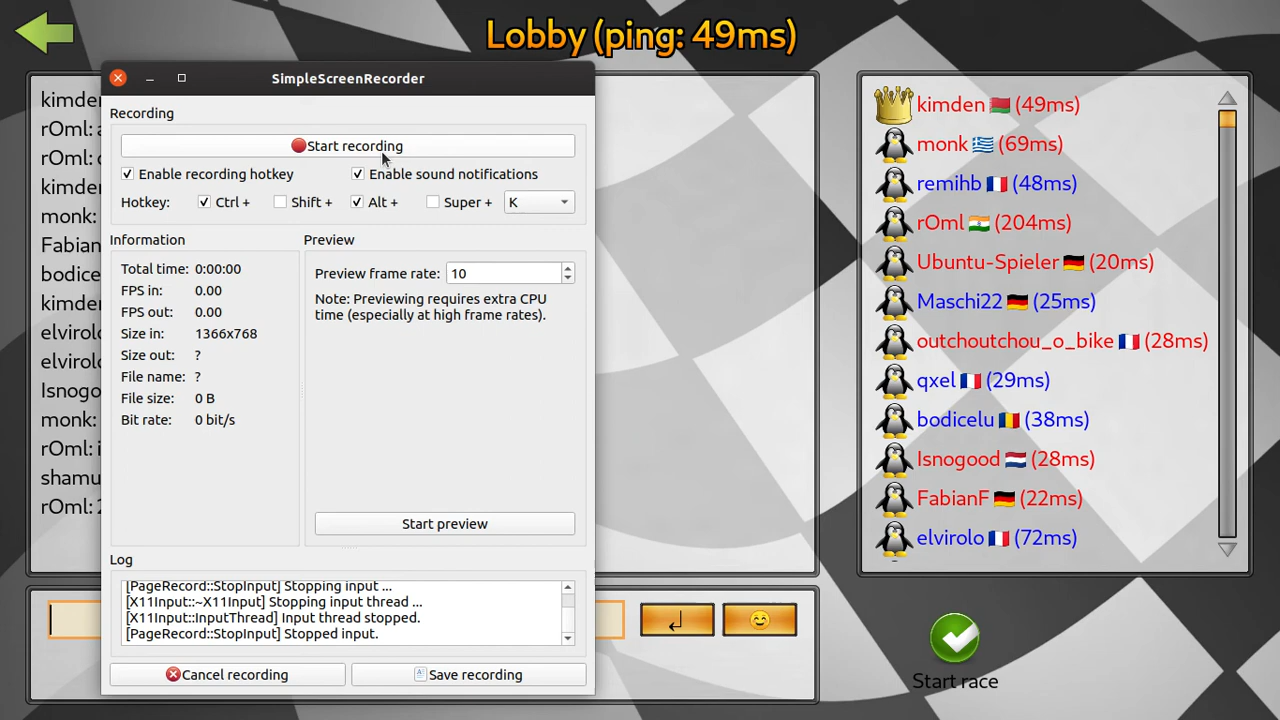 Lobby (ping: 49ms)
SimpleScreenRecorder
Recording
Start recording
Enable recording hotkey
Enable sound notifications
Hotkey:
Ctrl +
Shift +
Alt +
Super +
K
Information
Total time: 0:00:00
FPS in: 0.00
FPS out: 0.00
Size in: 1366x768
Size out: ?
File name: ?
File size: 0 B
Bit rate: 0 bit/s
Preview
Preview frame rate: 10
Note: Previewing requires extra CPU
time (especially at high frame rates).
Start preview
Log
[PageRecord::StopInput] Stopping input ...
[X11Input::~X11Input] Stopping input thread ...
[X11Input::InputThread] Input thread stopped.
[PageRecord::StopInput] Stopped input.
Cancel recording
Save recording
rOml:
rOml:
monk:
monk:
rOml:
rOml:
kimden (49ms)
monk (69ms)
remihb (48ms)
rOml (204ms)
Ubuntu-Spieler (20ms)
Maschi22 (25ms)
outchoutchou_o_bike (28ms)
qxel (29ms)
bodicelu (38ms)
Isnogood (28ms)
FabianF (22ms)
elvirolo (72ms)
Start race